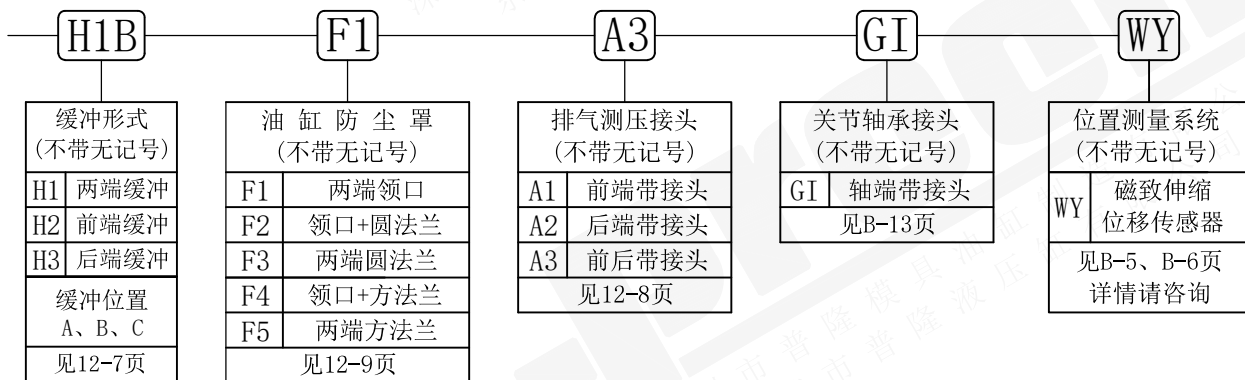 H1B F1 A3 GI WY
缓冲形式
(不带无记号)
H1 两端缓冲
H2 前端缓冲
H3 后端缓冲
缓冲位置
A、B、C
见12-7页
油缸防尘罩
(不带无记号)
F1 两端领口
F2 领口+圆法兰
F3 两端圆法兰
F4 领口+方法兰
F5 两端方法兰
见12-9页
排气测压接头
(不带无记号)
A1 前端带接头
A2 后端带接头
A3 前后带接头
见12-8页
关节轴承接头
(不带无记号)
GI 轴端带接头
见B-13页
位置测量系统
(不带无记号)
WY 磁致伸缩
位移传感器
见B-5、B-6页
详情请咨询